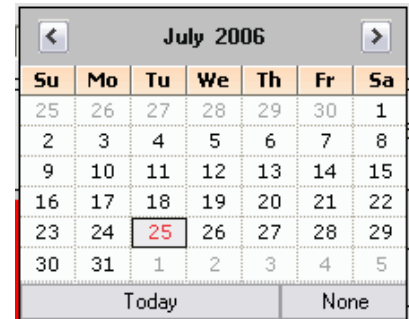 < July 2006 >
Su Mo Tu We Th Fr Sa
25 26 27 28 29 30 1
2 3 4 5 6 7 8
9 10 11 12 13 14 15
16 17 18 19 20 21 22
23 24 25 26 27 28 29
30 31 1 2 3 4 5
Today None